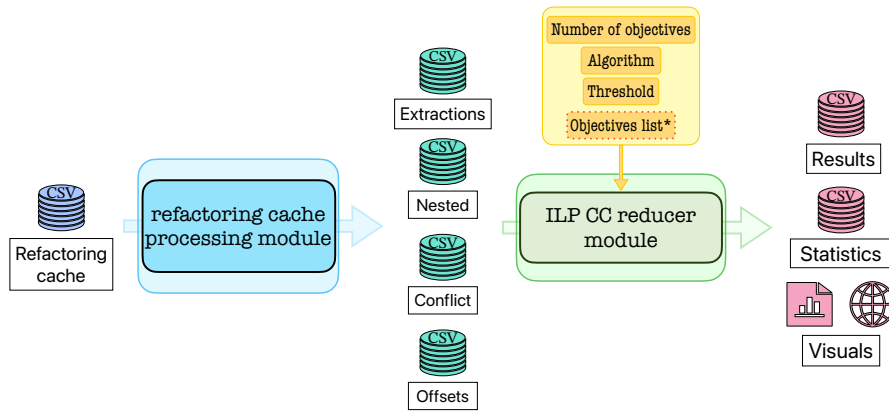 CSV
Refactoring
cache
refactoring cache
processing module
CSV
Extractions
CSV
Nested
CSV
Conflict
CSV
Offsets
Number of objectives
Algorithm
Threshold
Objectives list*
ILP CC reducer
module
CSV
Results
CSV
Statistics
Visuals